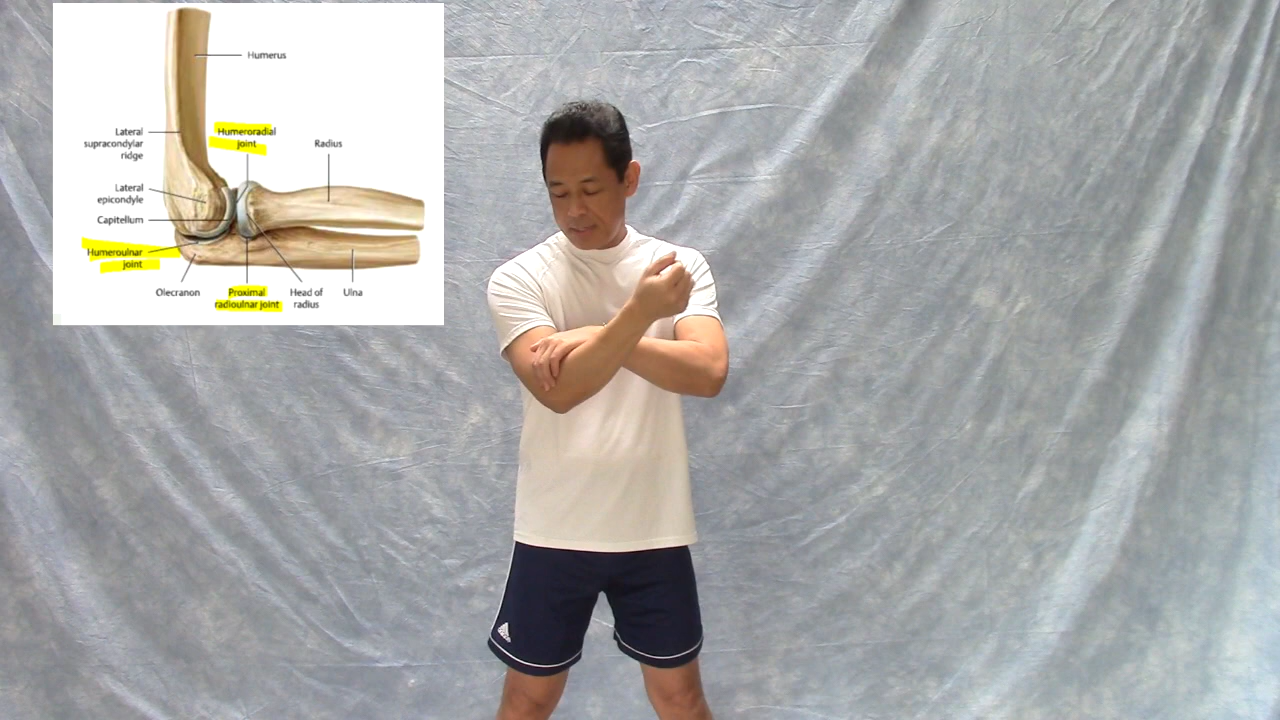 Humerus
Lateral
supracondylar
ridge
Humeroradial
joint
Radius
Lateral
epicondyle
Capitellum
Humeroulnar
joint
Olecranon
Proximal
radioulnar joint
Head of
radius
Ulna